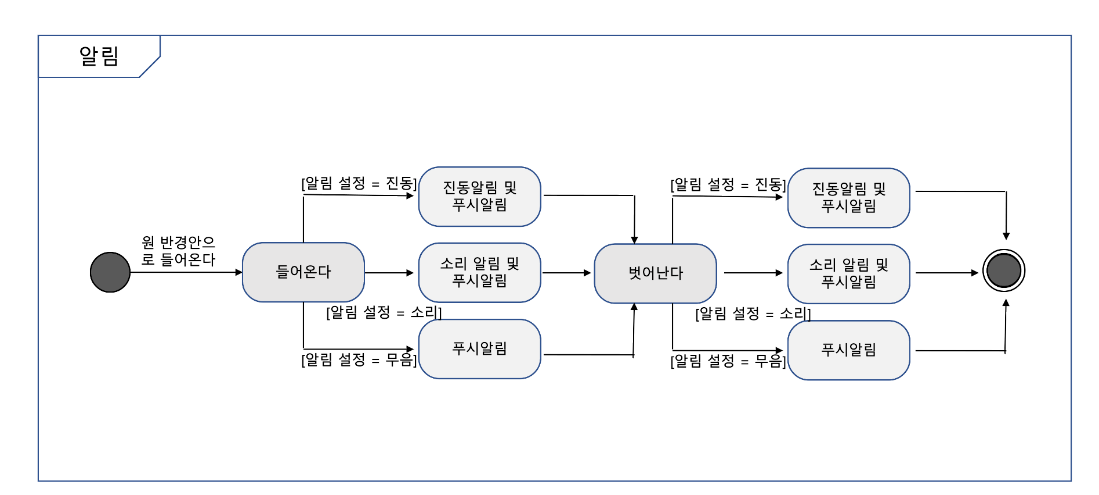 알림
원 반경안으
로 들어온다
들어온다
[알림 설정 = 진동]
진동알림 및
푸시알림
소리 알림 및
푸시알림
[알림 설정 = 소리]
푸시알림
[알림 설정 = 무음]
벗어난다
[알림 설정 = 진동]
진동알림 및
푸시알림
소리 알림 및
푸시알림
[알림 설정 = 소리]
푸시알림
[알림 설정 = 무음]